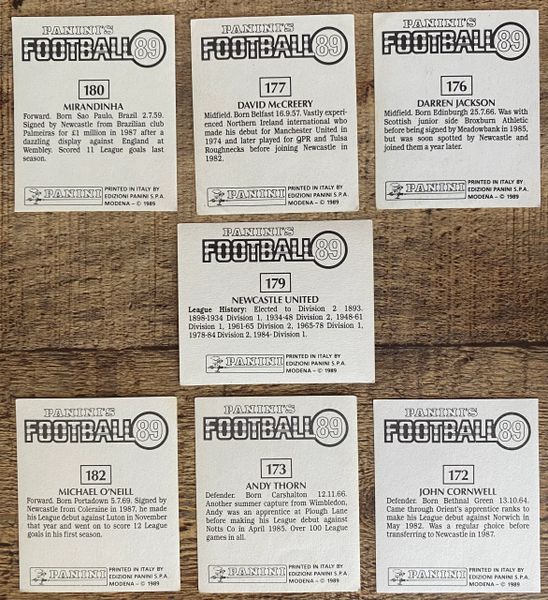 PANINI'S
FOOTBALL 89
180
MIRANDINHA
Forward. Born Sao Paulo, Brazil 2.7.59.
Signed by Newcastle from Brazilian club
Palmeiras for £1 million in 1987 after a
dazzling display against England at
Wembley. Scored 11 League goals last
season.
PANINI
PRINTED IN ITALY BY
EDIZIONI PANINI S.P.A.
MODENA - © 1989
PANINI'S
FOOTBALL 89
177
DAVID McCREERY
Midfield. Born Belfast 16.9.57. Vastly experi-
enced Northern Ireland international who
made his debut for Manchester United in
1974 and later played for QPR and Tulsa
Roughnecks before joining Newcastle in
1982.
PANINI
PRINTED IN ITALY BY
EDIZIONI PANINI S.P.A.
MODENA - © 1989
PANINI'S
FOOTBALL 89
176
DARREN JACKSON
Midfield. Born Edinburgh 25.7.66. Was with
Scottish junior side Broxburn Athletic
before being signed by Meadowbank in 1985,
but was soon spotted by Newcastle and
joined them a year later.
PANINI
PRINTED IN ITALY BY
EDIZIONI PANINI S.P.A.
MODENA - © 1989
PANINI'S
FOOTBALL 89
179
NEWCASTLE UNITED
League History: Elected to Division 2 1893.
1898-1934 Division 1, 1934-48 Division 2, 1948-61
Division 1, 1961-65 Division 2, 1965-78 Division 1,
1978-84 Division 2, 1984- Division 1.
PANINI
PRINTED IN ITALY BY
EDIZIONI PANINI S.P.A.
MODENA - © 1989
PANINI'S
FOOTBALL 89
182
MICHAEL O'NEILL
Forward. Born Portadown 5.7.69. Signed by
Newcastle from Coleraine in 1987, he made
his League debut against Luton in November
that year and went on to score 12 League
goals in his first season.
PANINI
PRINTED IN ITALY BY
EDIZIONI PANINI S.P.A.
MODENA - © 1989
PANINI'S
FOOTBALL 89
173
ANDY THORN
Defender. Born Carshalton 12.11.66.
Another summer capture from Wimbledon,
Andy was an apprentice at Plough Lane
before making his League debut against
Notts Co in April 1985. Over 100 League
games in all.
PANINI
PRINTED IN ITALY BY
EDIZIONI PANINI S.P.A.
MODENA - © 1989
PANINI'S
FOOTBALL 89
172
JOHN CORNWELL
Defender. Born Bethnal Green 13.10.64.
Came through Orient's apprentice ranks to
make his League debut against Norwich in
May 1982. Was a regular choice before
transferring to Newcastle in 1987.
PANINI
PRINTED IN ITALY BY
EDIZIONI PANINI S.P.A.
MODENA - © 1989